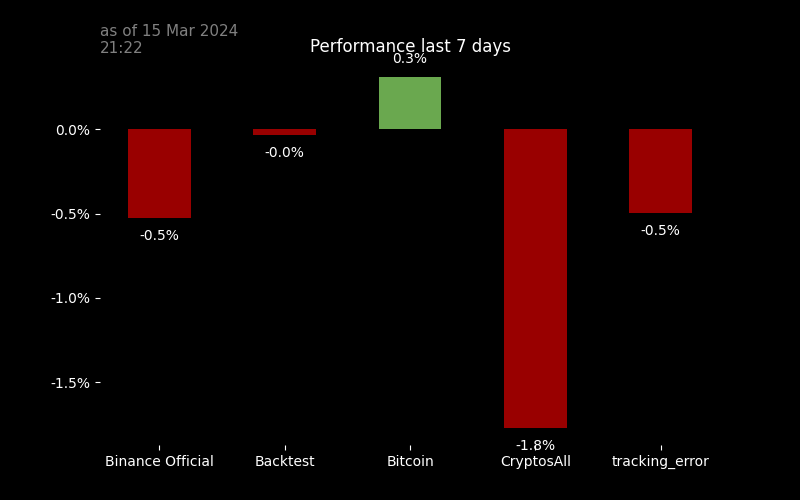 as of 15 Mar 2024
21:22
Performance last 7 days
0.3%
0.0%
-0.0%
-0.5%
-0.5%
-0.5%
-1.0%
-1.5%
-1.8%
Binance Official
Backtest
Bitcoin
CryptosAll
tracking_error